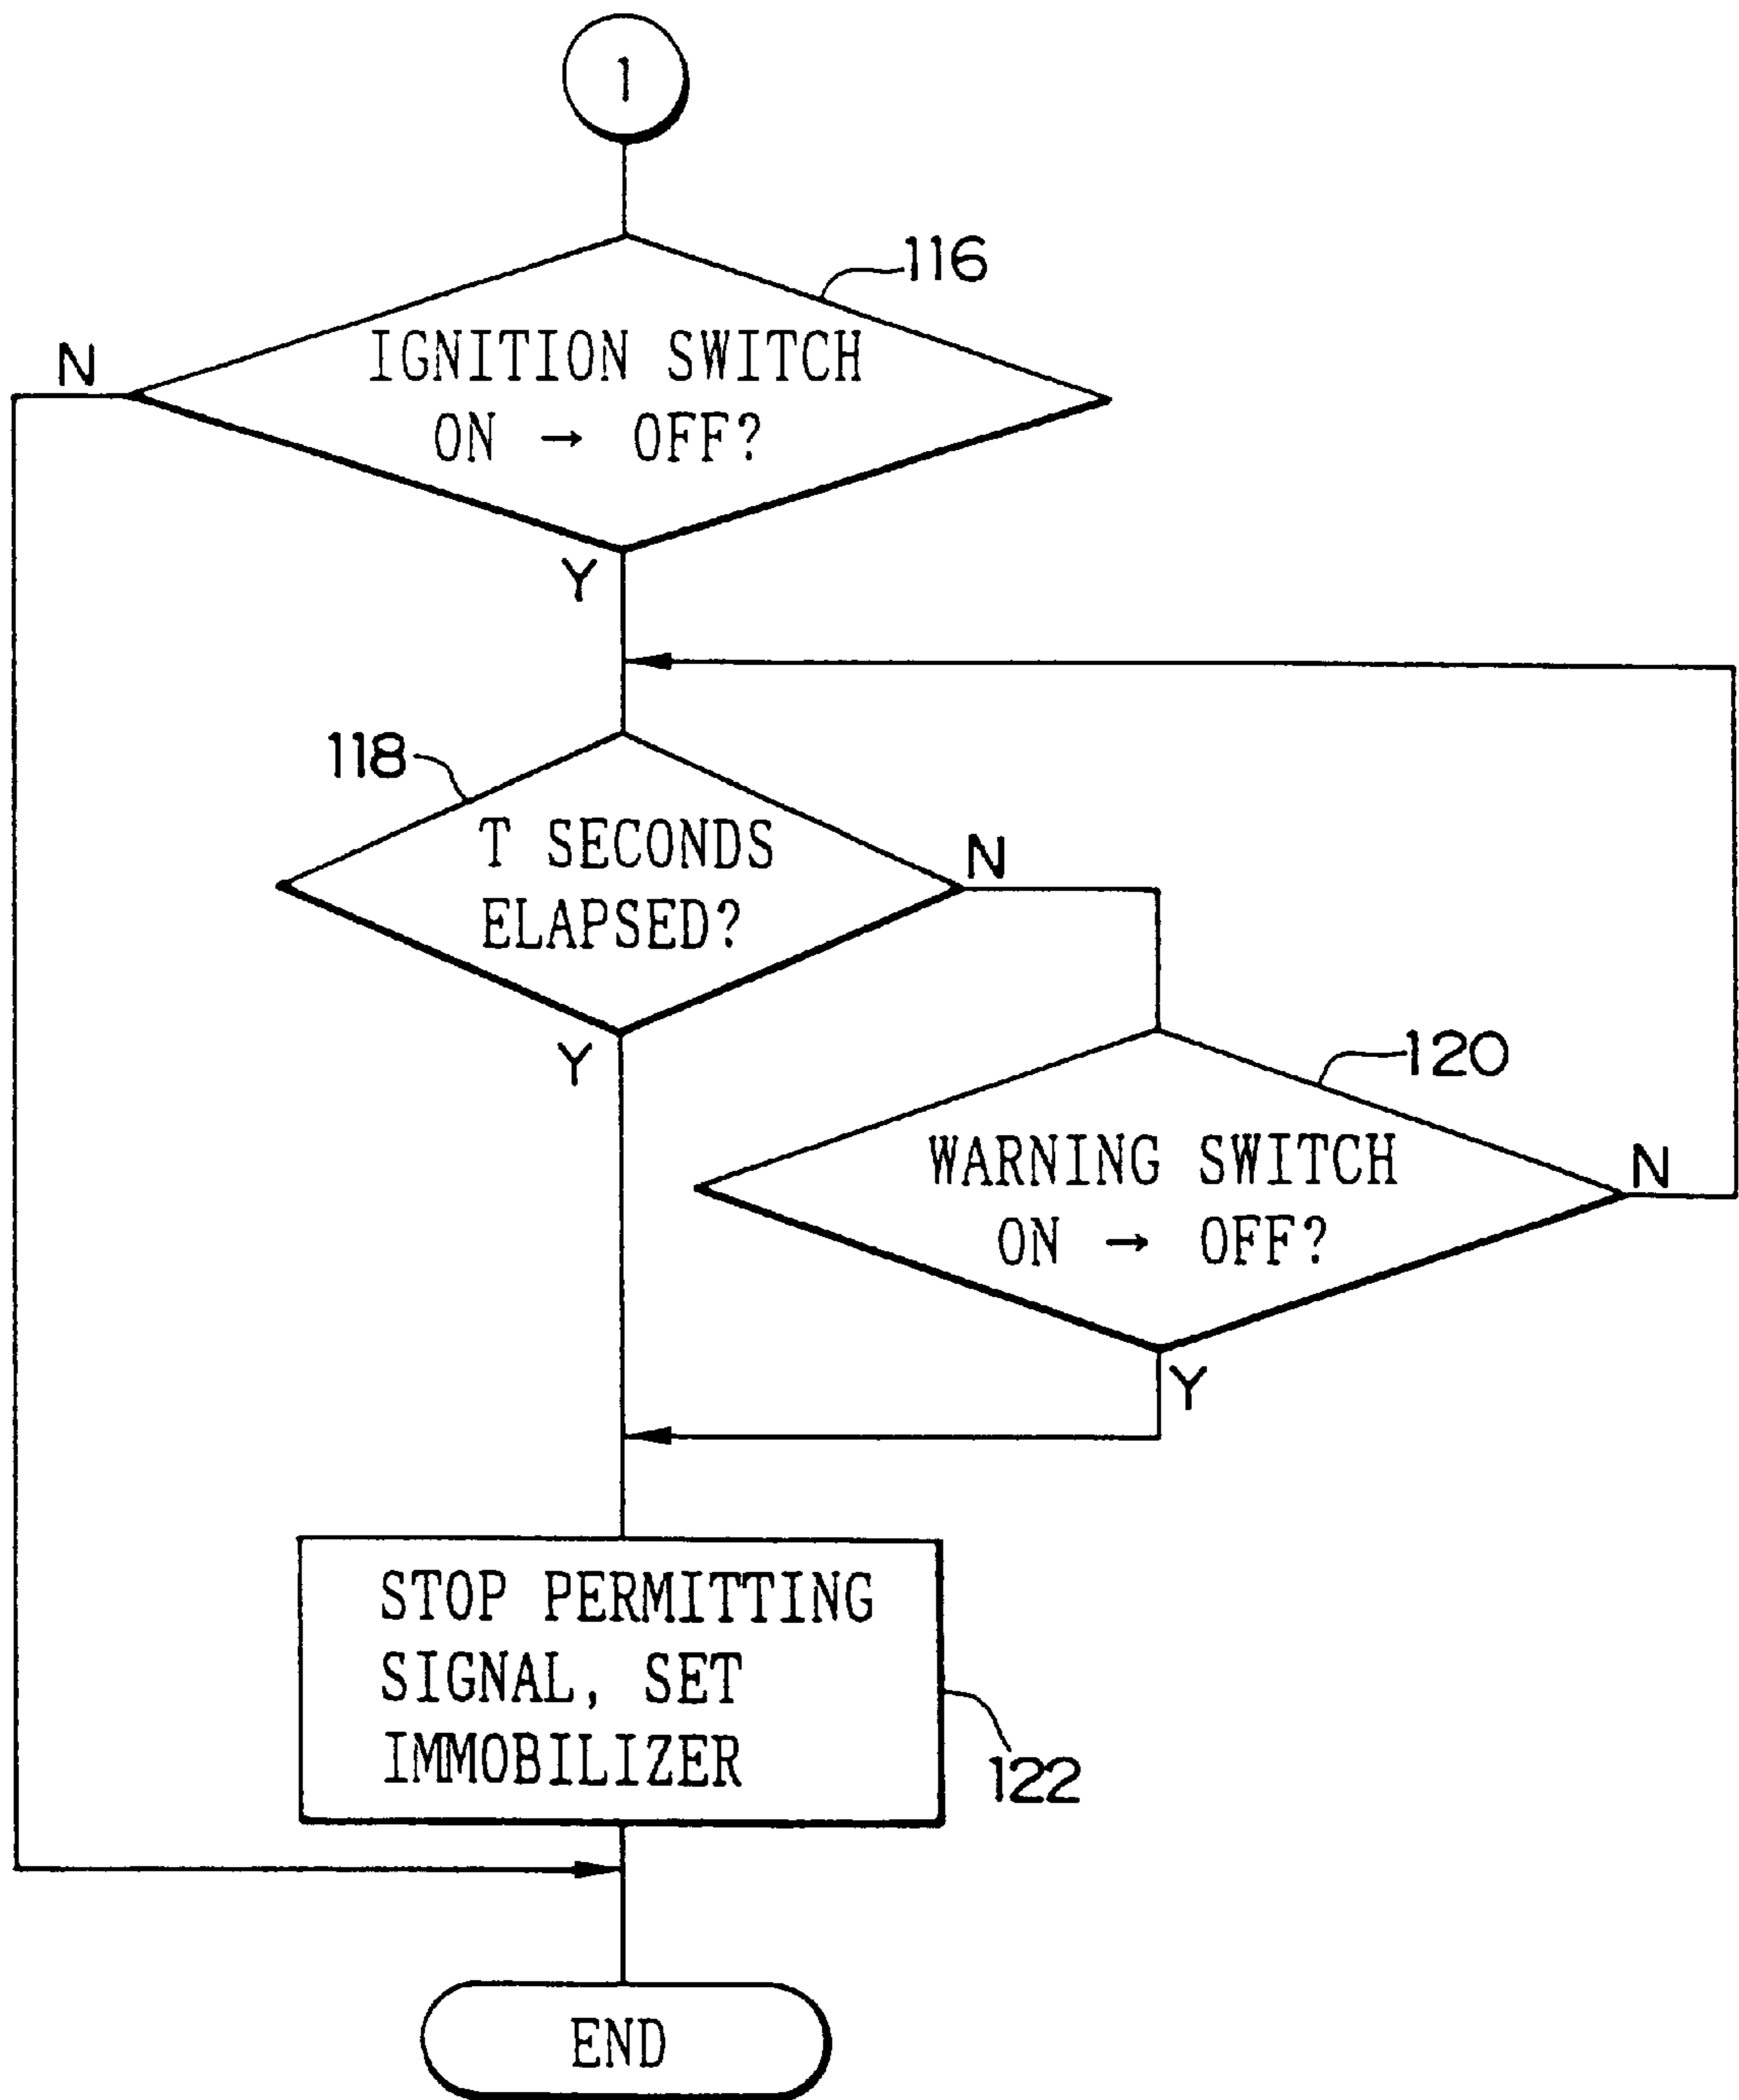 1
116
N
IGNITION SWITCH
ON → OFF?
Y
118
T SECONDS
ELAPSED?
N
Y
120
WARNING SWITCH
ON → OFF?
N
Y
STOP PERMITTING
SIGNAL, SET
IMMOBILIZER
122
END